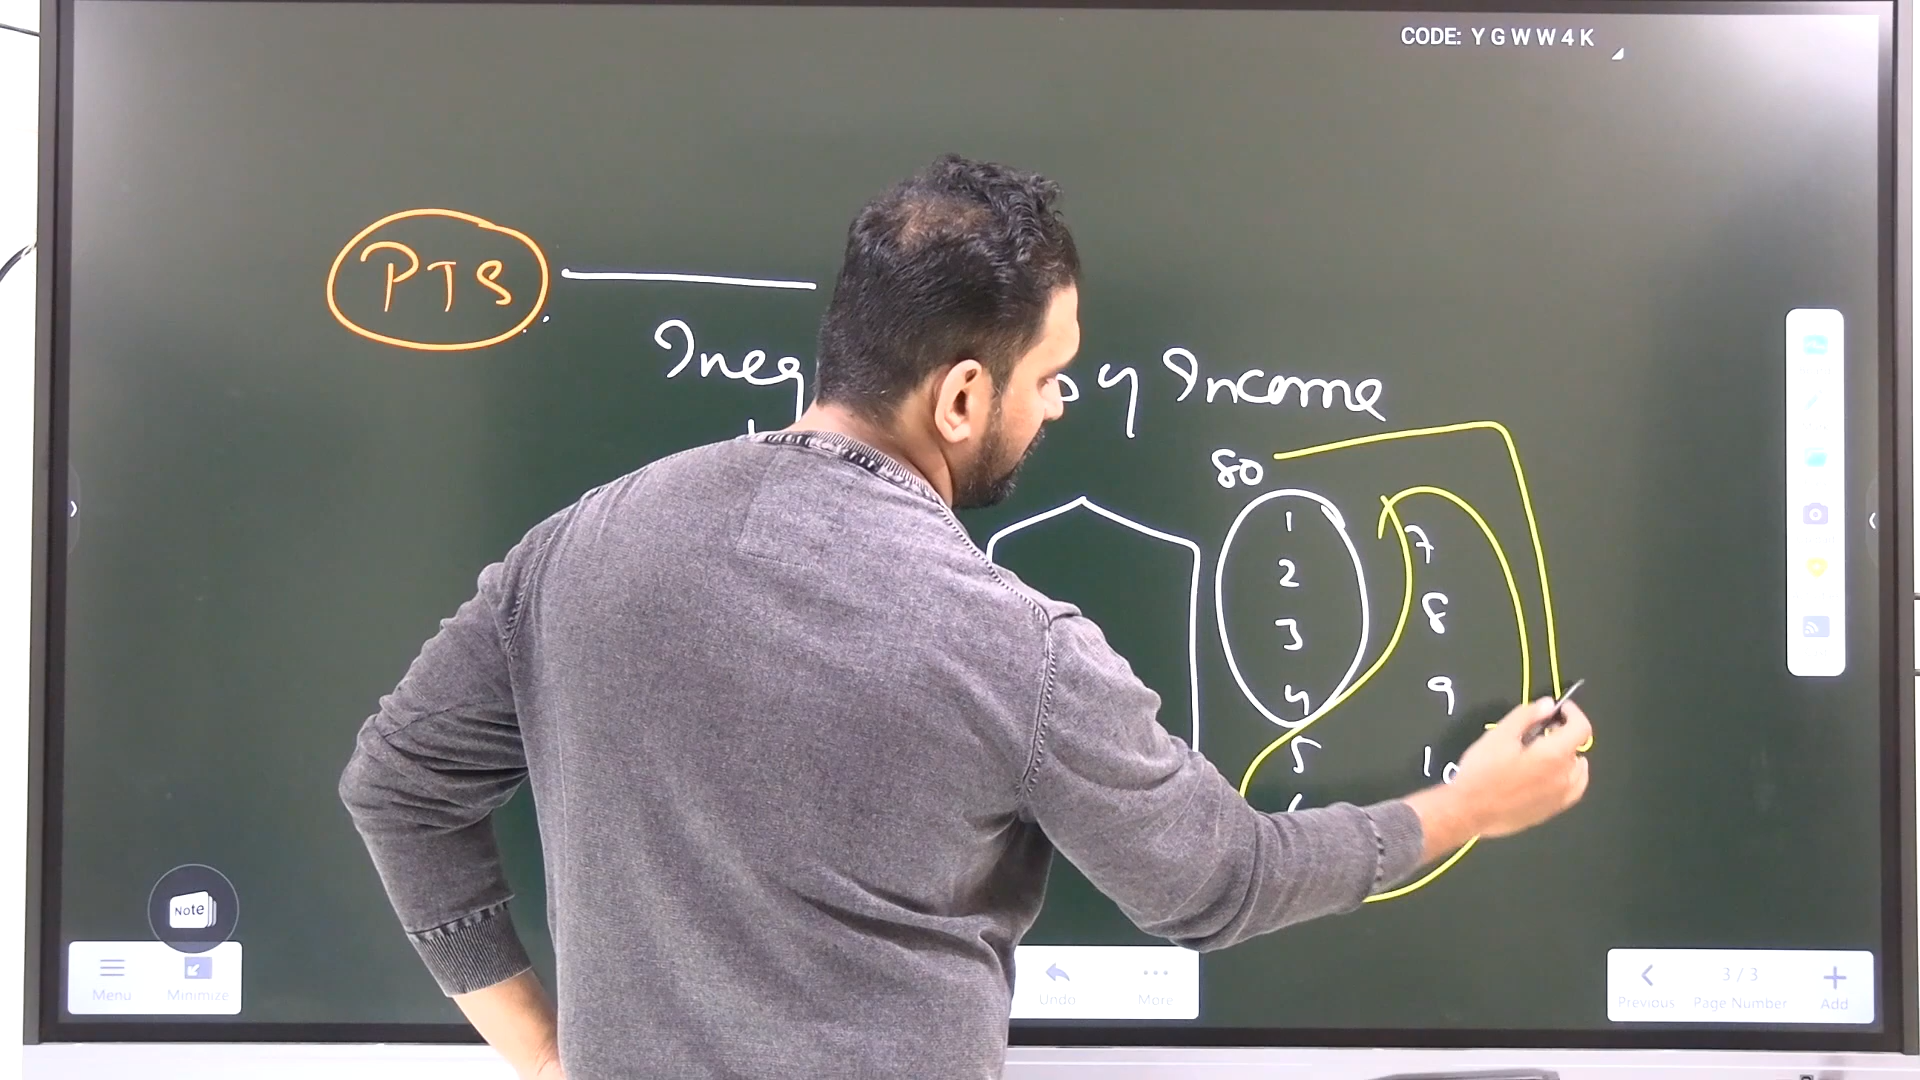 CODE: Y G W W 4 K
PTS
Income
80
1
2
3
4
5
7
8
9
10
Note
Menu
Minimize
Undo
More
Previous
3 / 3
Page Number
Add